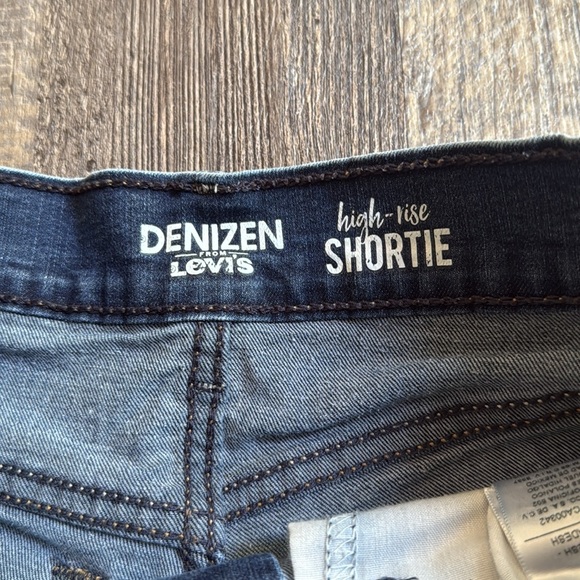 DENIZEN
FROM
LEVI'S
high-rise
SHORTIE